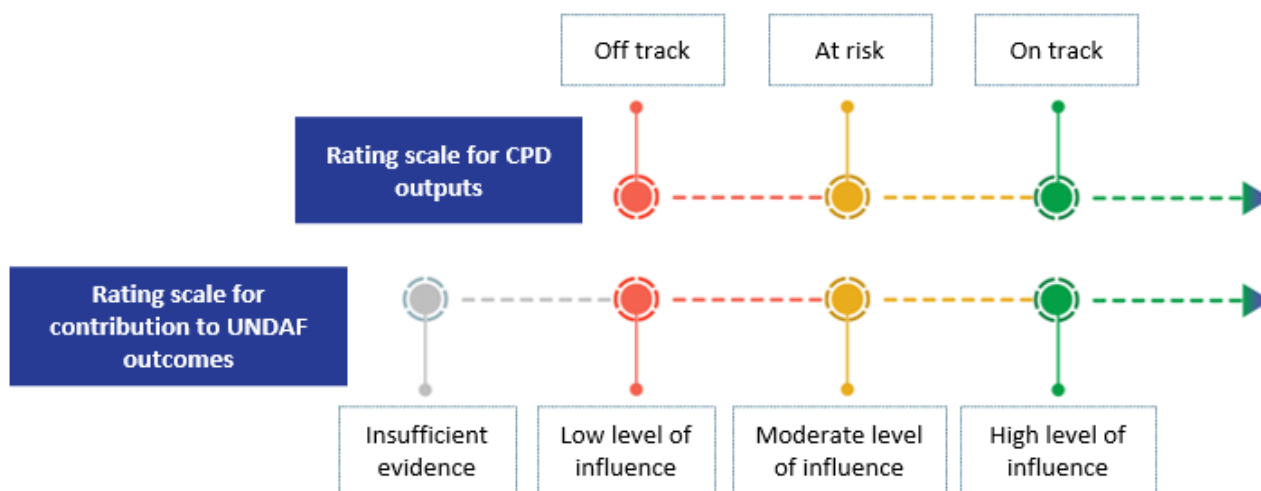 Off track
At risk
On track
Rating scale for CPD
outputs
Rating scale for
contribution to UNDAF
outcomes
Insufficient
evidence
Low level of
influence
Moderate level
of influence
High level of
influence